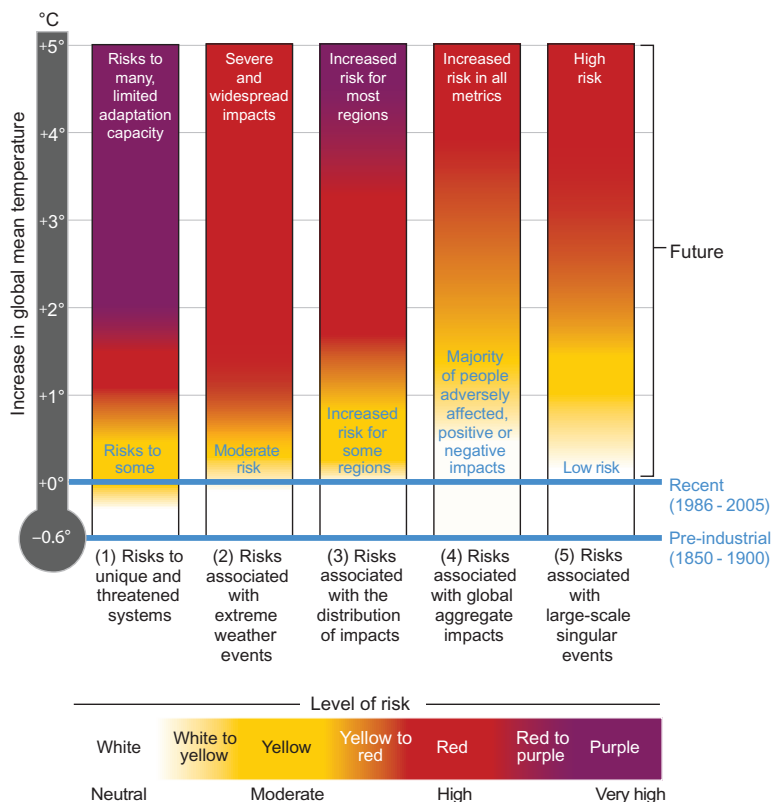 °C
Increase in global mean temperature
+5°
+4°
+3°
+2°
+1°
+0°
−0.6°
Risks to
many,
limited
adaptation
capacity
Risks to
some
Severe
and
widespread
impacts
Moderate
risk
Increased
risk for
most
regions
Increased
risk for
some
regions
Increased
risk in all
metrics
Majority
of people
adversely
affected,
positive or
negative
impacts
High
risk
Low risk
Future
Recent
(1986 - 2005)
Pre-industrial
(1850 - 1900)
(1) Risks to
unique and
threatened
systems
(2) Risks
associated
with
extreme
weather
events
(3) Risks
associated
with the
distribution
of impacts
(4) Risks
associated
with global
aggregate
impacts
(5) Risks
associated
with
large-scale
singular
events
Level of risk
White
White to
yellow
Yellow
Yellow to
red
Red
Red to
purple
Purple
Neutral
Moderate
High
Very high